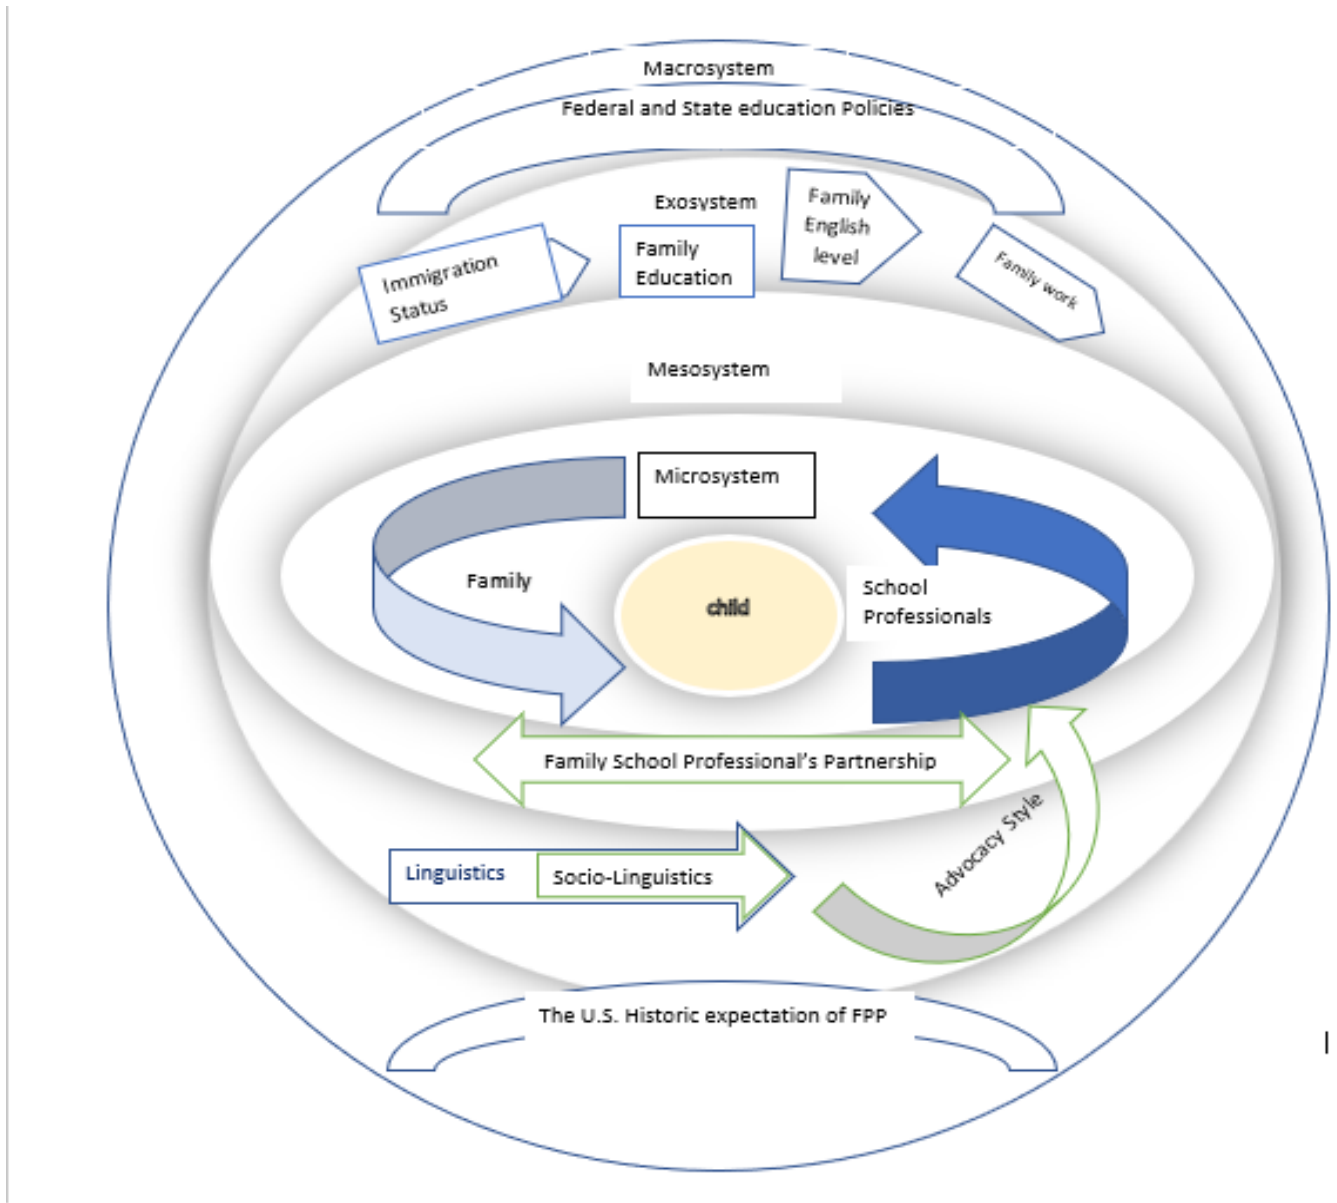 Macrosystem
Federal and State education Policies
Exosystem
Immigration
Status
Family
Education
Family
English
level
Family work
Mesosystem
Microsystem
Family
child
School
Professionals
Family School Professional's Partnership
Linguistics
Socio-Linguistics
Advocacy Style
The U.S. Historic expectation of FPP